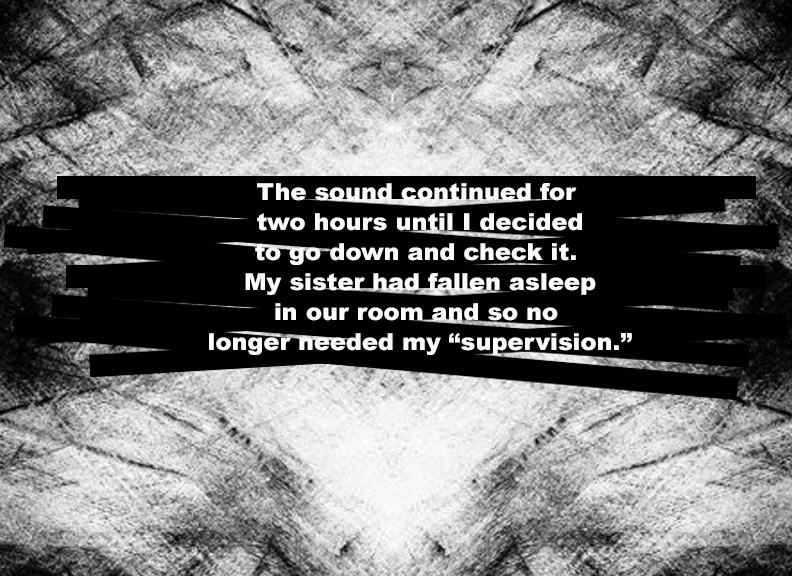 The sound continued for
two hours until I decided
to go down and check it.
My sister had fallen asleep
in our room and so no
longer needed my “supervision.”